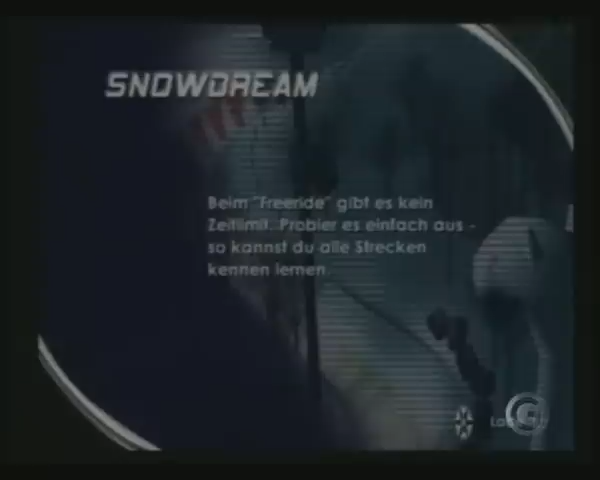 SNOWDREAM
Beim "Freeride" gibt es kein
Zeitlimit. Probier es einfach aus -
so kannst du alle Strecken
kennen lernen.